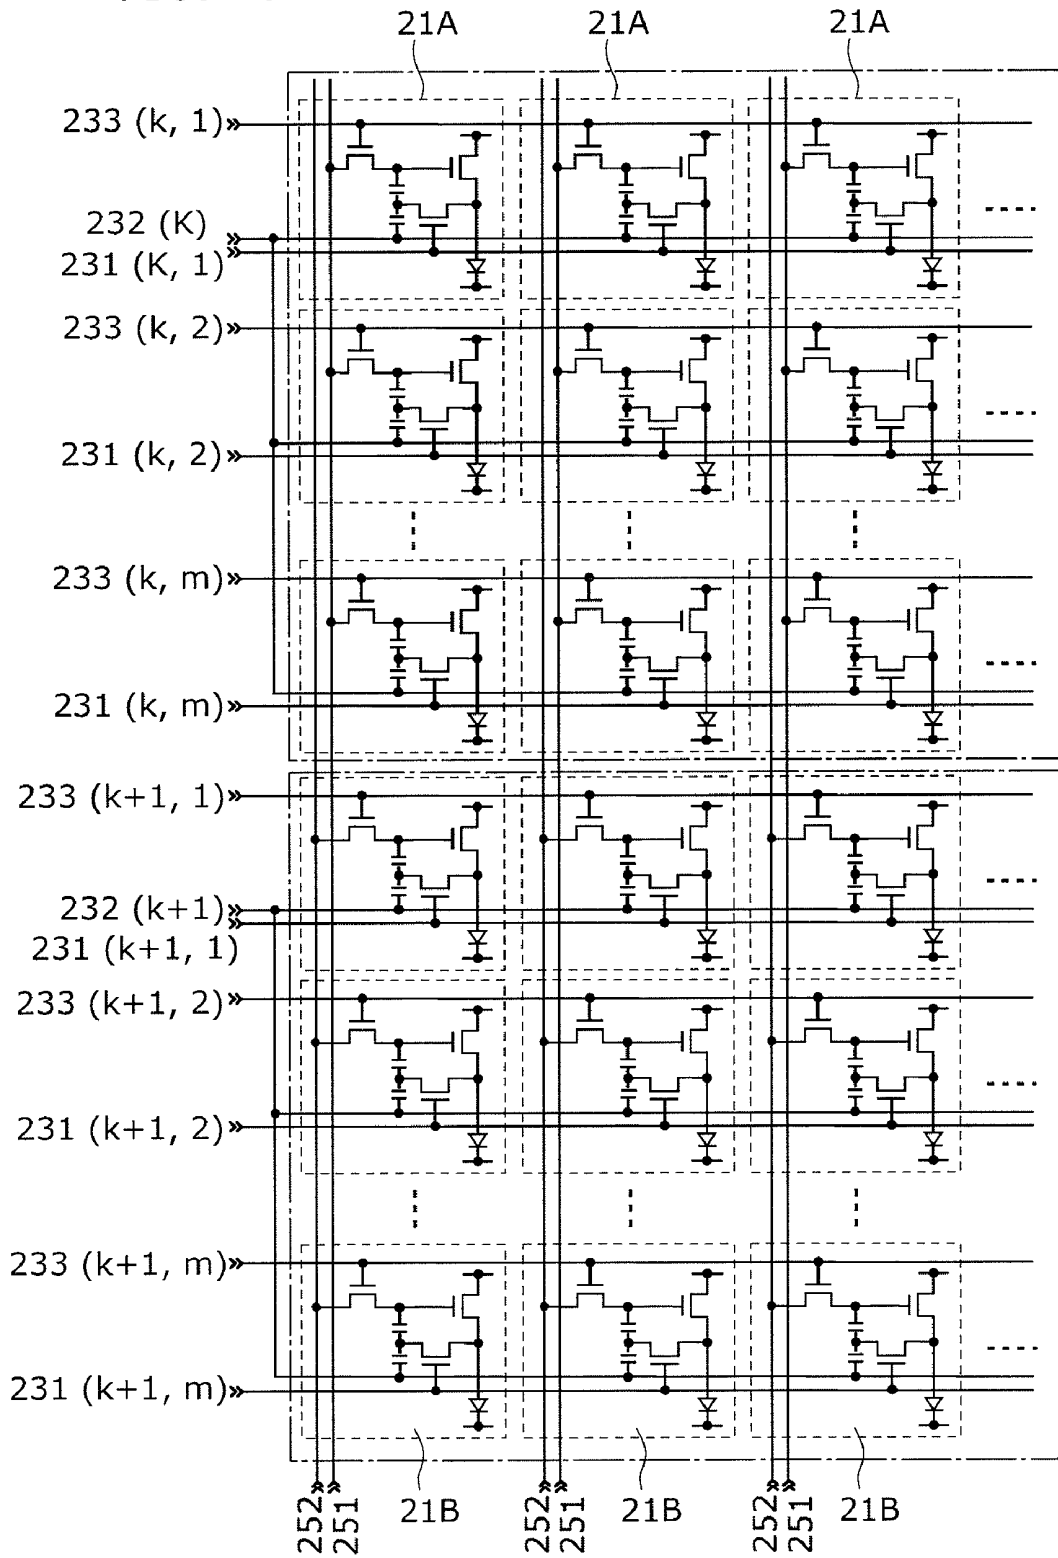 21A 21A 21A
233 (k, 1)
232 (K)
231 (K, 1)
233 (k, 2)
231 (k, 2)
233 (k, m)
231 (k, m)
233 (k+1, 1)
232 (k+1)
231 (k+1, 1)
233 (k+1, 2)
231 (k+1, 2)
233 (k+1, m)
231 (k+1, m)
252 251 21B 252 251 21B 252 251 21B